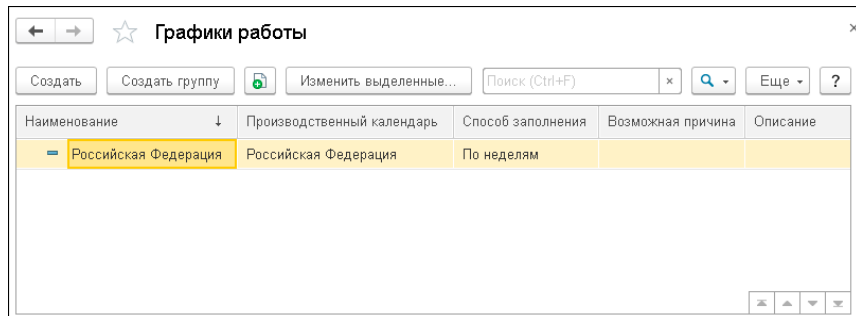 Графики работы
Создать Создать группу Изменить выделенные... Поиск (Ctrl+F) × Еще ?
Наименование ↓ Производственный календарь Способ заполнения Возможная причина Описание
Российская Федерация Российская Федерация По неделям